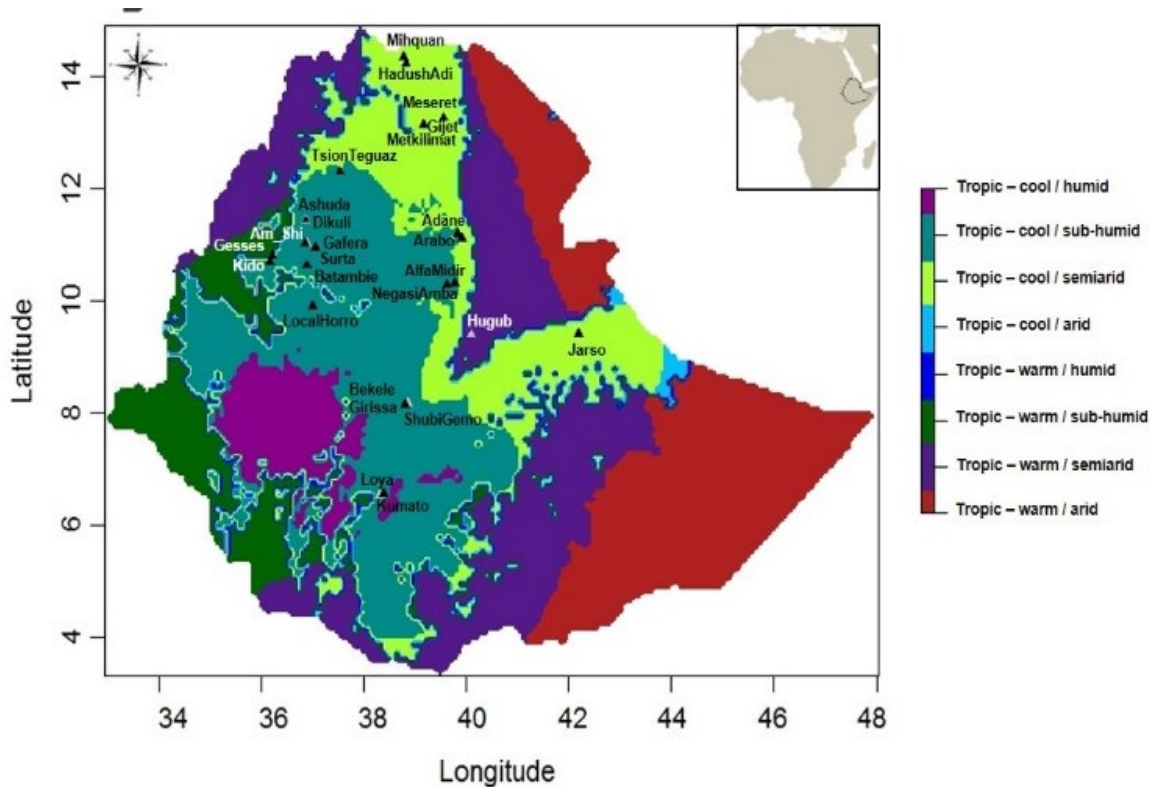 Mihquan
HadushAdi
Meseret
Gijet
Metkilimat
TsionTeguaz
Ashuda
Dikuli
Adane
Am_Shi
Gafera
Arabo
Gesses
Surta
Kido
Batambie
AlfaMidir
NegasiAmba
LocalHorro
Hugub
Jarso
Bekele
Girissa
ShubiGemo
Loya
Kumato
14
12
10
8
6
4
Latitude
34
36
38
40
42
44
46
48
Longitude
Tropic – cool / humid
Tropic – cool / sub-humid
Tropic – cool / semiarid
Tropic – cool / arid
Tropic – warm / humid
Tropic – warm / sub-humid
Tropic – warm / semiarid
Tropic – warm / arid